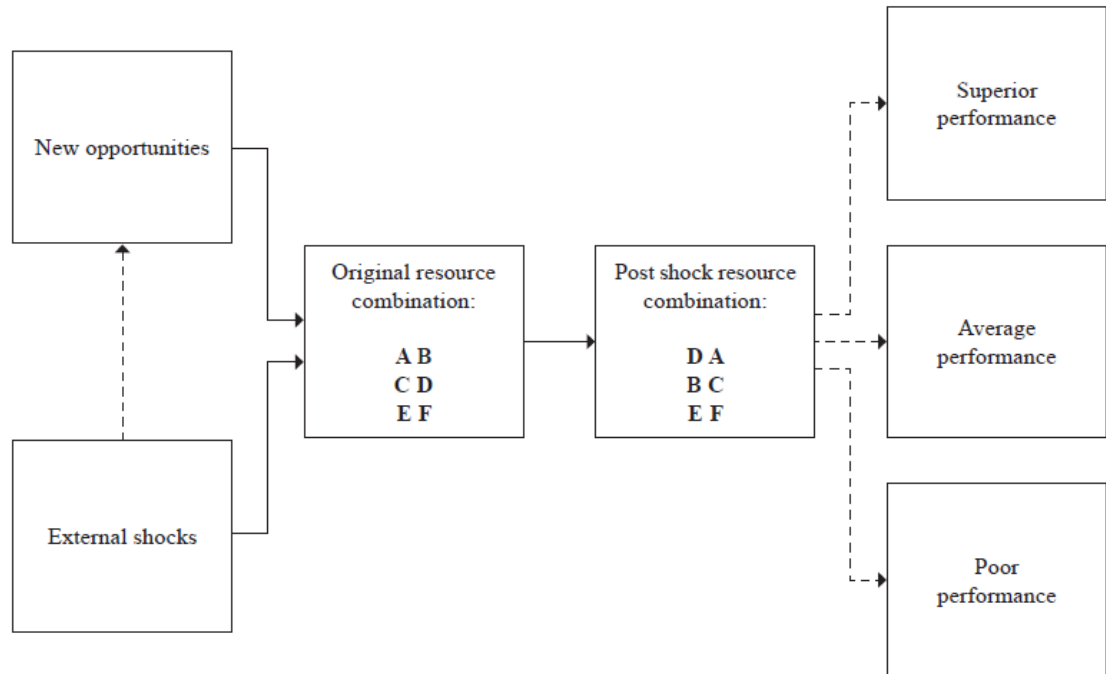 New opportunities
External shocks
Original resource
combination:
A B
C D
E F
Post shock resource
combination:
D A
B C
E F
Superior
performance
Average
performance
Poor
performance